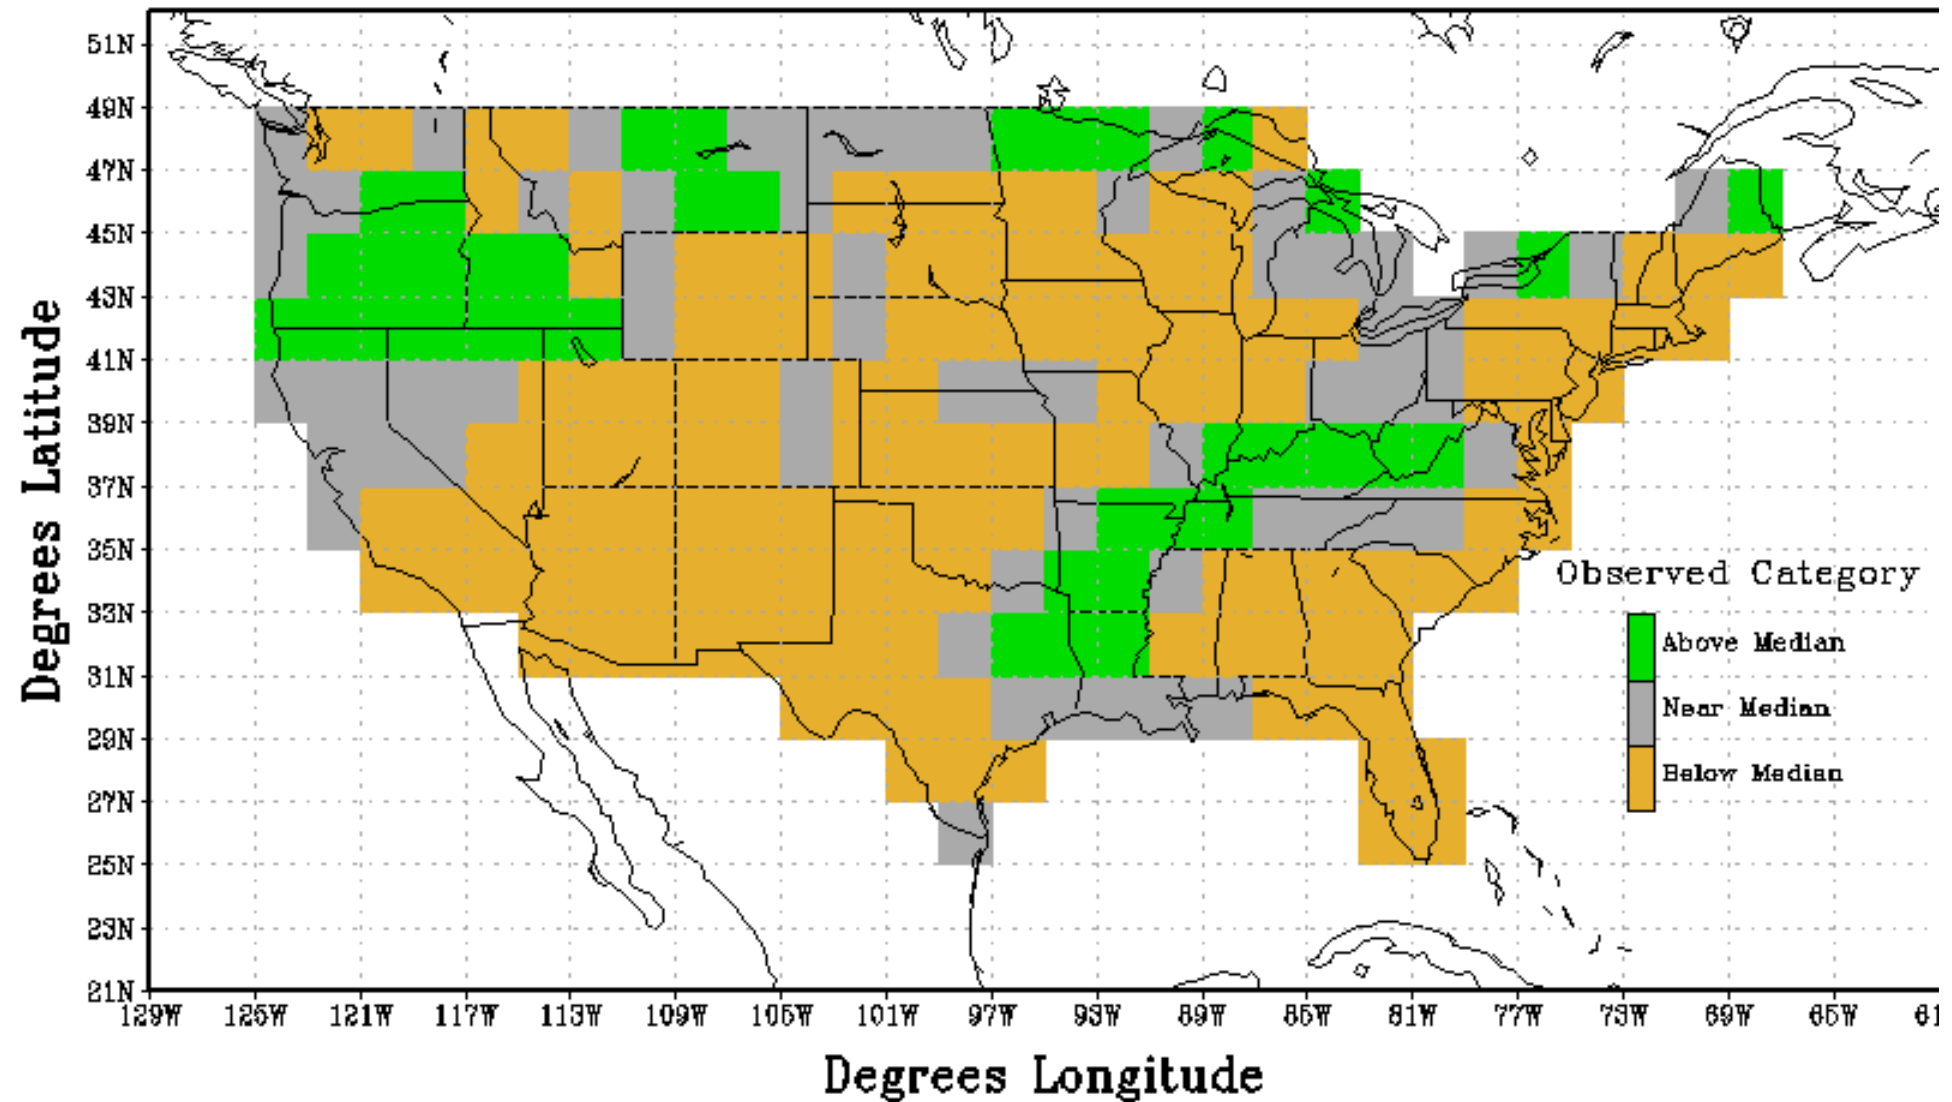 51N
49N
47N
45N
43N
41N
39N
37N
35N
33N
31N
29N
27N
25N
23N
21N
Degrees Latitude
Observed Category
Above Median
Near Median
Below Median
129W 125W 121W 117W 113W 109W 105W 101W 97W 93W 89W 85W 81W 77W 73W 69W 65W 61
Degrees Longitude